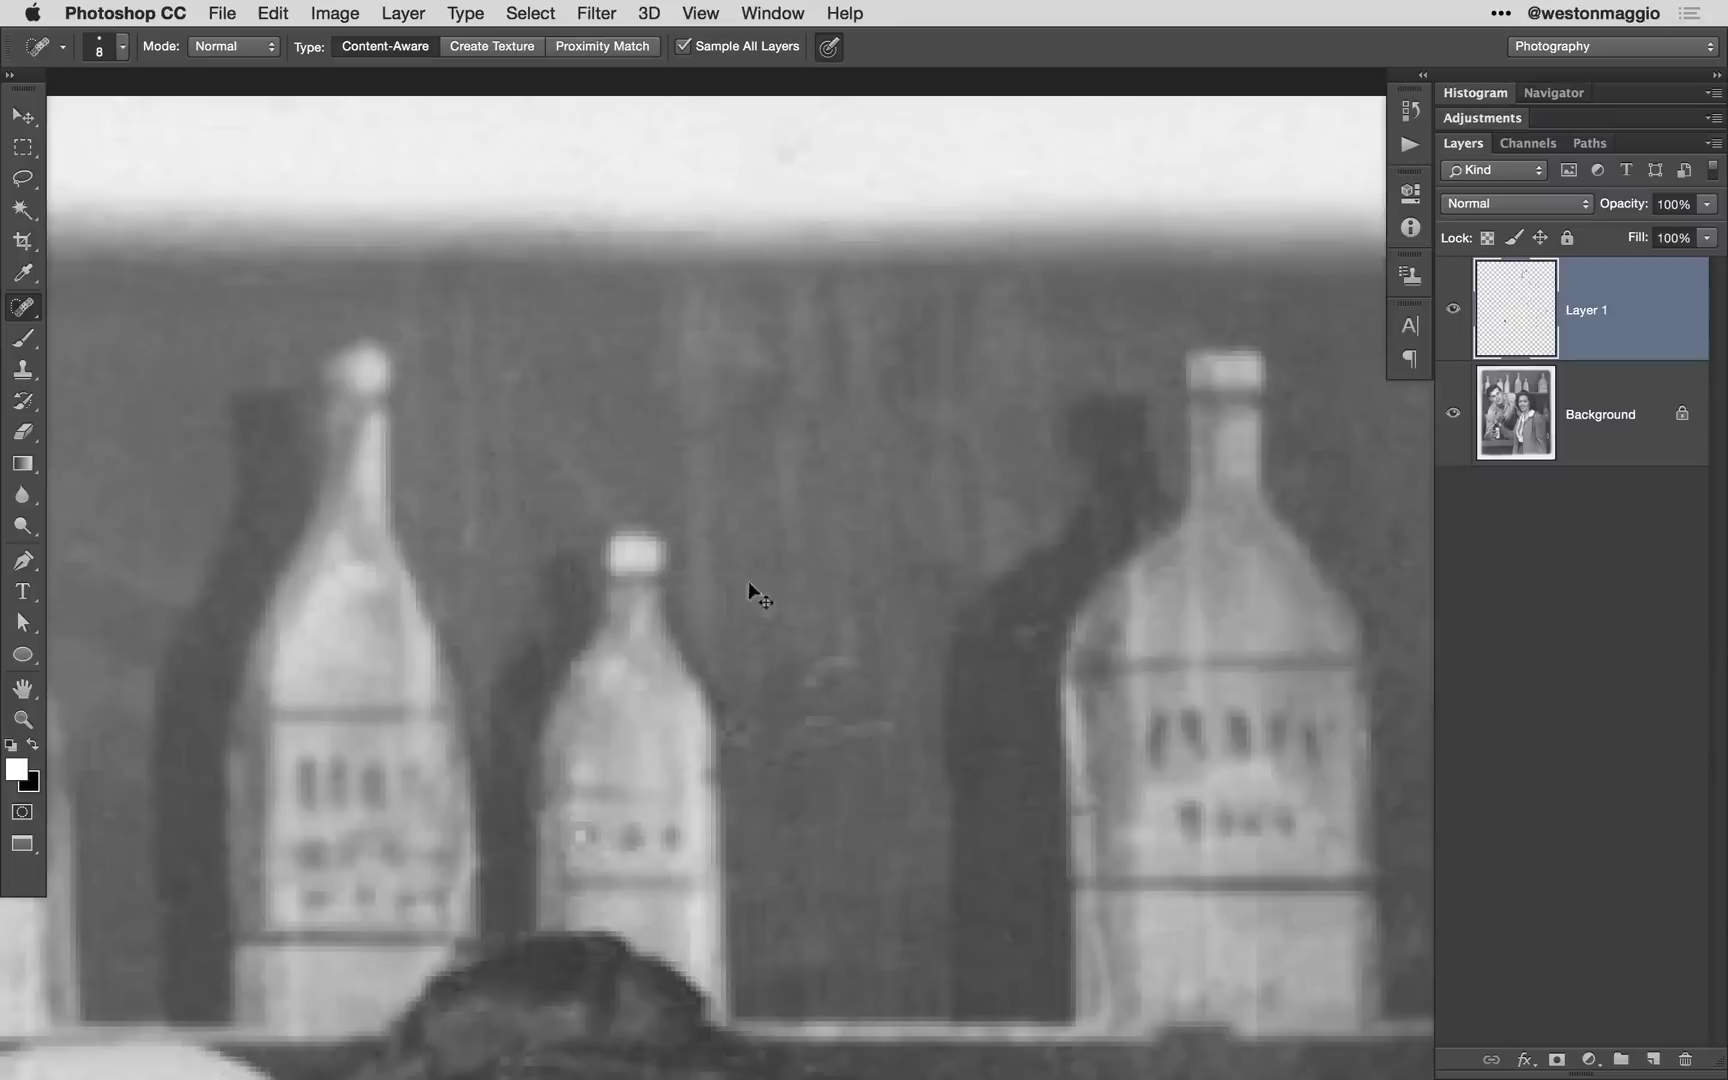 Photoshop CC File Edit Image Layer Type Select Filter 3D View Window Help @westonmaggio
8 Mode: Normal Type: Content-Aware Create Texture Proximity Match Sample All Layers Photography
Histogram Navigator
Adjustments
Layers Channels Paths
Kind
Normal Opacity: 100%
Lock: Fill: 100%
Layer 1
Background